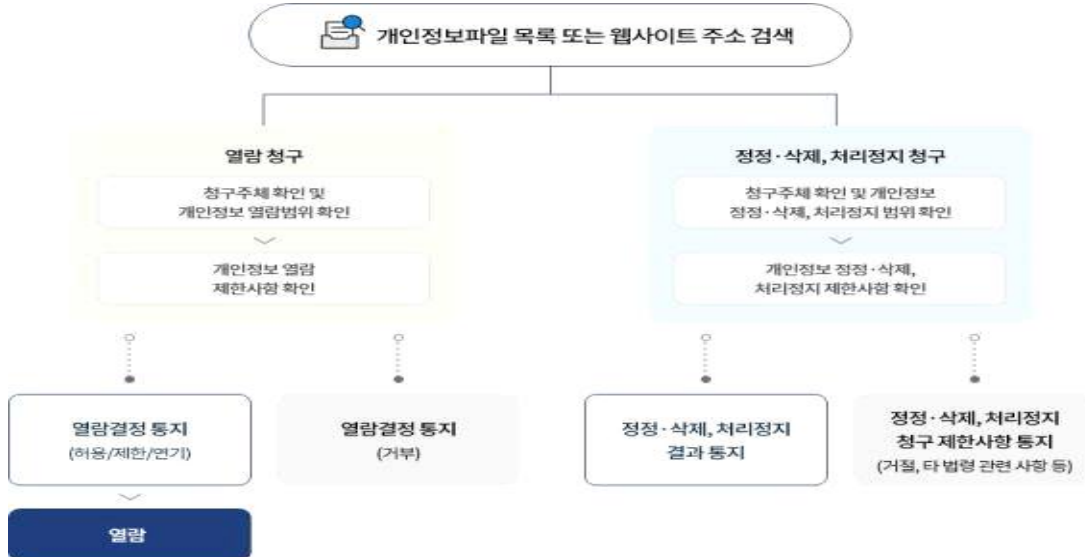 개인정보파일 목록 또는 웹사이트 주소 검색
열람 청구
청구주체 확인 및
개인정보 열람범위 확인
개인정보 열람
제한사항 확인
정정·삭제, 처리정지 청구
청구주체 확인 및 개인정보
정정·삭제, 처리정지 범위 확인
개인정보 정정·삭제,
처리정지 제한사항 확인
열람결정 통지
(허용/제한/연기)
열람
열람결정 통지
(거부)
정정·삭제, 처리정지
결과 통지
정정·삭제, 처리정지
청구 제한사항 통지
(거절, 타 법령 관련 사항 등)